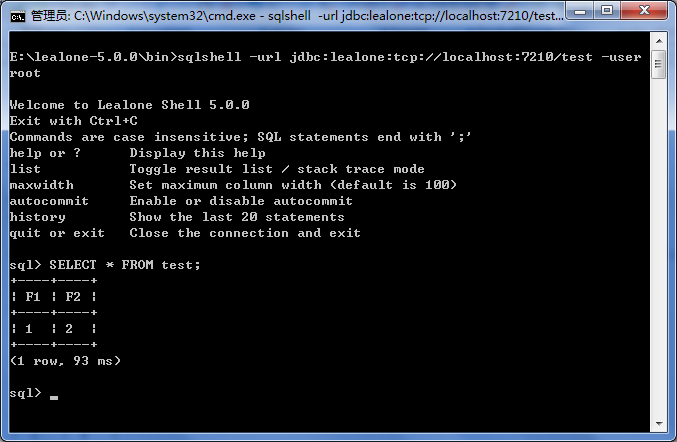 管理员: C:\Windows\system32\cmd.exe - sqlshell  -url jdbc:lealone:tcp://localhost:7210/test...
E:\lealone-5.0.0\bin>sqlshell -url jdbc:lealone:tcp://localhost:7210/test -user
root
Welcome to Lealone Shell 5.0.0
Exit with Ctrl+C
Commands are case insensitive; SQL statements end with ';'
help or ?      Display this help
list           Toggle result list / stack trace mode
maxwidth       Set maximum column width (default is 100)
autocommit     Enable or disable autocommit
history        Show the last 20 statements
quit or exit   Close the connection and exit
sql> SELECT * FROM test;
+----+----+
¦ F1 ¦ F2 ¦
+----+----+
¦ 1  ¦ 2  ¦
+----+----+
(1 row, 93 ms)
sql> _